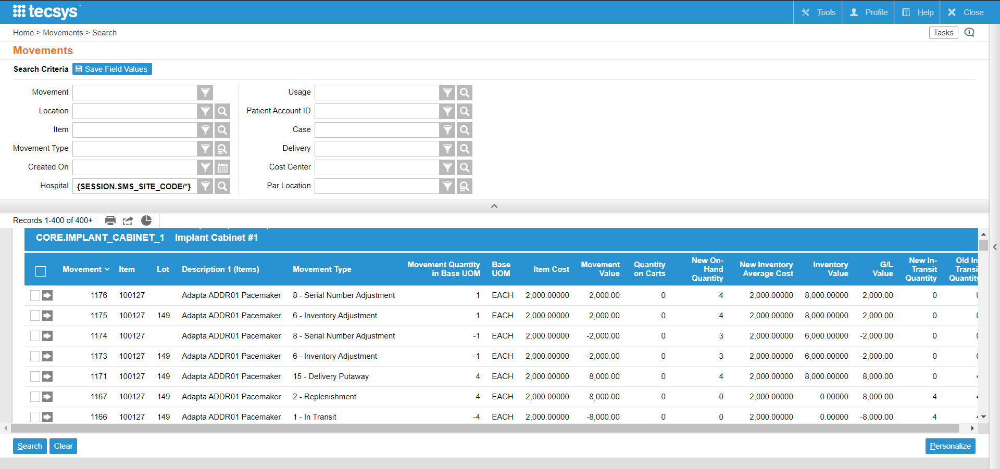 tecsys™
Tools Profile Help Close
Home > Movements > Search
Tasks
Movements
Search Criteria Save Field Values
Movement
Usage
Location
Patient Account ID
Item
Case
Movement Type
Delivery
Created On
Cost Center
Hospital {SESSION.SMS_SITE_CODE/*}
Par Location
Records 1-400 of 400+
CORE.IMPLANT_CABINET_1 Implant Cabinet #1
Movement Item Lot Description 1 (Items) Movement Type Movement Quantity in Base UOM Base UOM Item Cost Movement Value Quantity on Carts New On-Hand Quantity New Inventory Average Cost Inventory Value G/L Value New In-Transit Quantity Old In Transi Quantity
1176 100127 Adapta ADDR01 Pacemaker 8 - Serial Number Adjustment 1 EACH 2,000.00000 2,000.00 0 4 2,000.00000 8,000.00000 2,000.00 0
1175 100127 149 Adapta ADDR01 Pacemaker 6 - Inventory Adjustment 1 EACH 2,000.00000 2,000.00 0 4 2,000.00000 8,000.00000 2,000.00 0
1174 100127 Adapta ADDR01 Pacemaker 8 - Serial Number Adjustment -1 EACH 2,000.00000 -2,000.00 0 3 2,000.00000 6,000.00000 -2,000.00 0
1173 100127 149 Adapta ADDR01 Pacemaker 6 - Inventory Adjustment -1 EACH 2,000.00000 -2,000.00 0 3 2,000.00000 6,000.00000 -2,000.00 0
1171 100127 149 Adapta ADDR01 Pacemaker 15 - Delivery Putaway 4 EACH 2,000.00000 8,000.00 0 4 2,000.00000 8,000.00000 8,000.00 0
1167 100127 149 Adapta ADDR01 Pacemaker 2 - Replenishment 4 EACH 2,000.00000 8,000.00 0 0 2,000.00000 0.00000 8,000.00 4
1166 100127 149 Adapta ADDR01 Pacemaker 1 - In Transit -4 EACH 2,000.00000 -8,000.00 0 0 2,000.00000 0.00000 -8,000.00 4
Search Clear Personalize